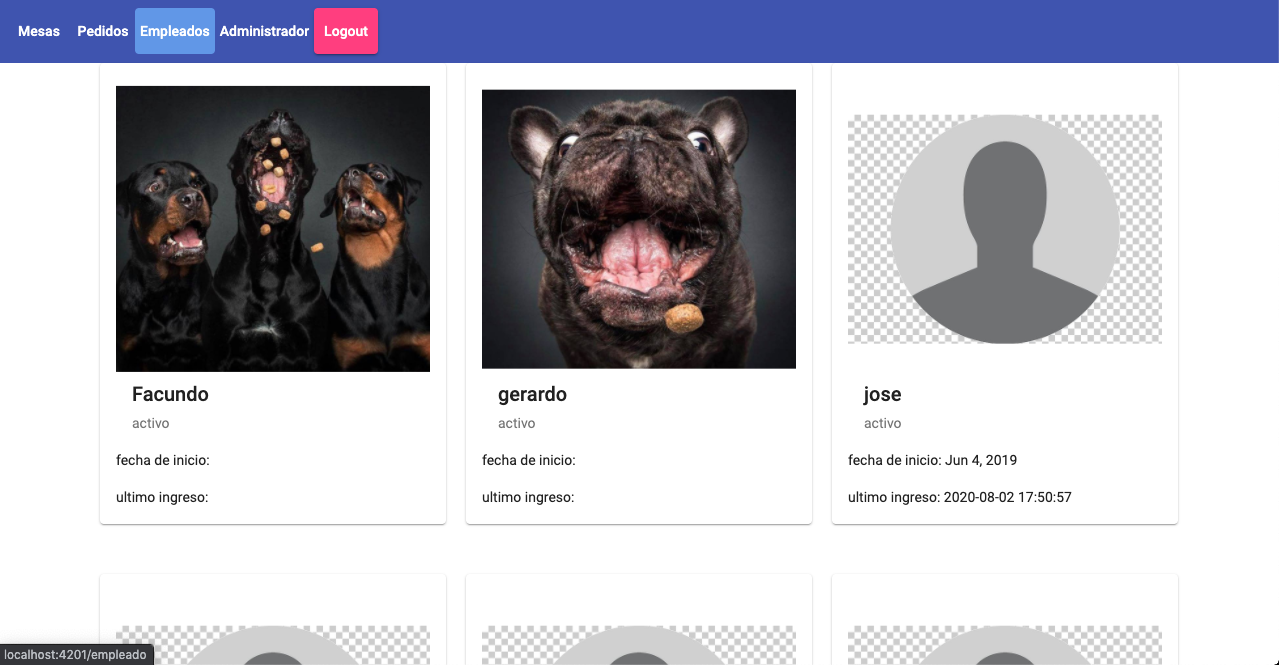 Mesas Pedidos Empleados Administrador Logout
Facundo
activo
fecha de inicio:
ultimo ingreso:
gerardo
activo
fecha de inicio:
ultimo ingreso:
jose
activo
fecha de inicio: Jun 4, 2019
ultimo ingreso: 2020-08-02 17:50:57
localhost:4201/empleado